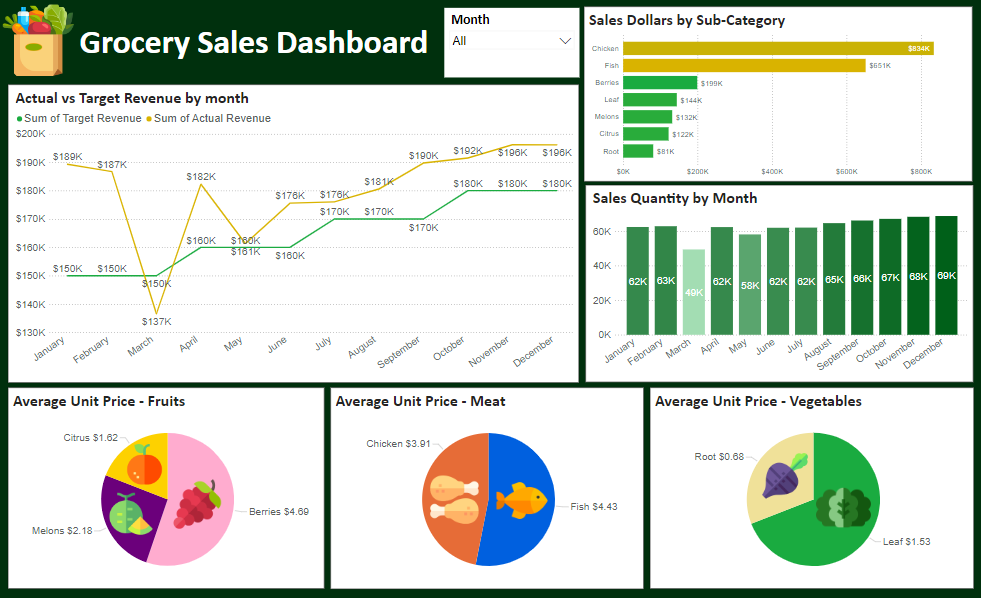 Grocery Sales Dashboard
Month
All
Sales Dollars by Sub-Category
Chicken $834K
Fish $651K
Berries $199K
Leaf $144K
Melons $132K
Citrus $122K
Root $81K
$0K $200K $400K $600K $800K
Actual vs Target Revenue by month
Sum of Target Revenue Sum of Actual Revenue
$200K
$190K
$180K
$170K
$160K
$150K
$140K
$130K
$189K $187K $137K $182K $161K $176K $176K $181K $190K $192K $196K $196K
$150K $150K $150K $160K $160K $160K $170K $170K $170K $180K $180K $180K
January February March April May June July August September October November December
Sales Quantity by Month
60K
40K
20K
0K
62K 63K 49K 62K 58K 62K 62K 65K 66K 67K 68K 69K
January February March April May June July August September October November December
Average Unit Price - Fruits
Citrus $1.62
Melons $2.18
Berries $4.69
Average Unit Price - Meat
Chicken $3.91
Fish $4.43
Average Unit Price - Vegetables
Root $0.68
Leaf $1.53